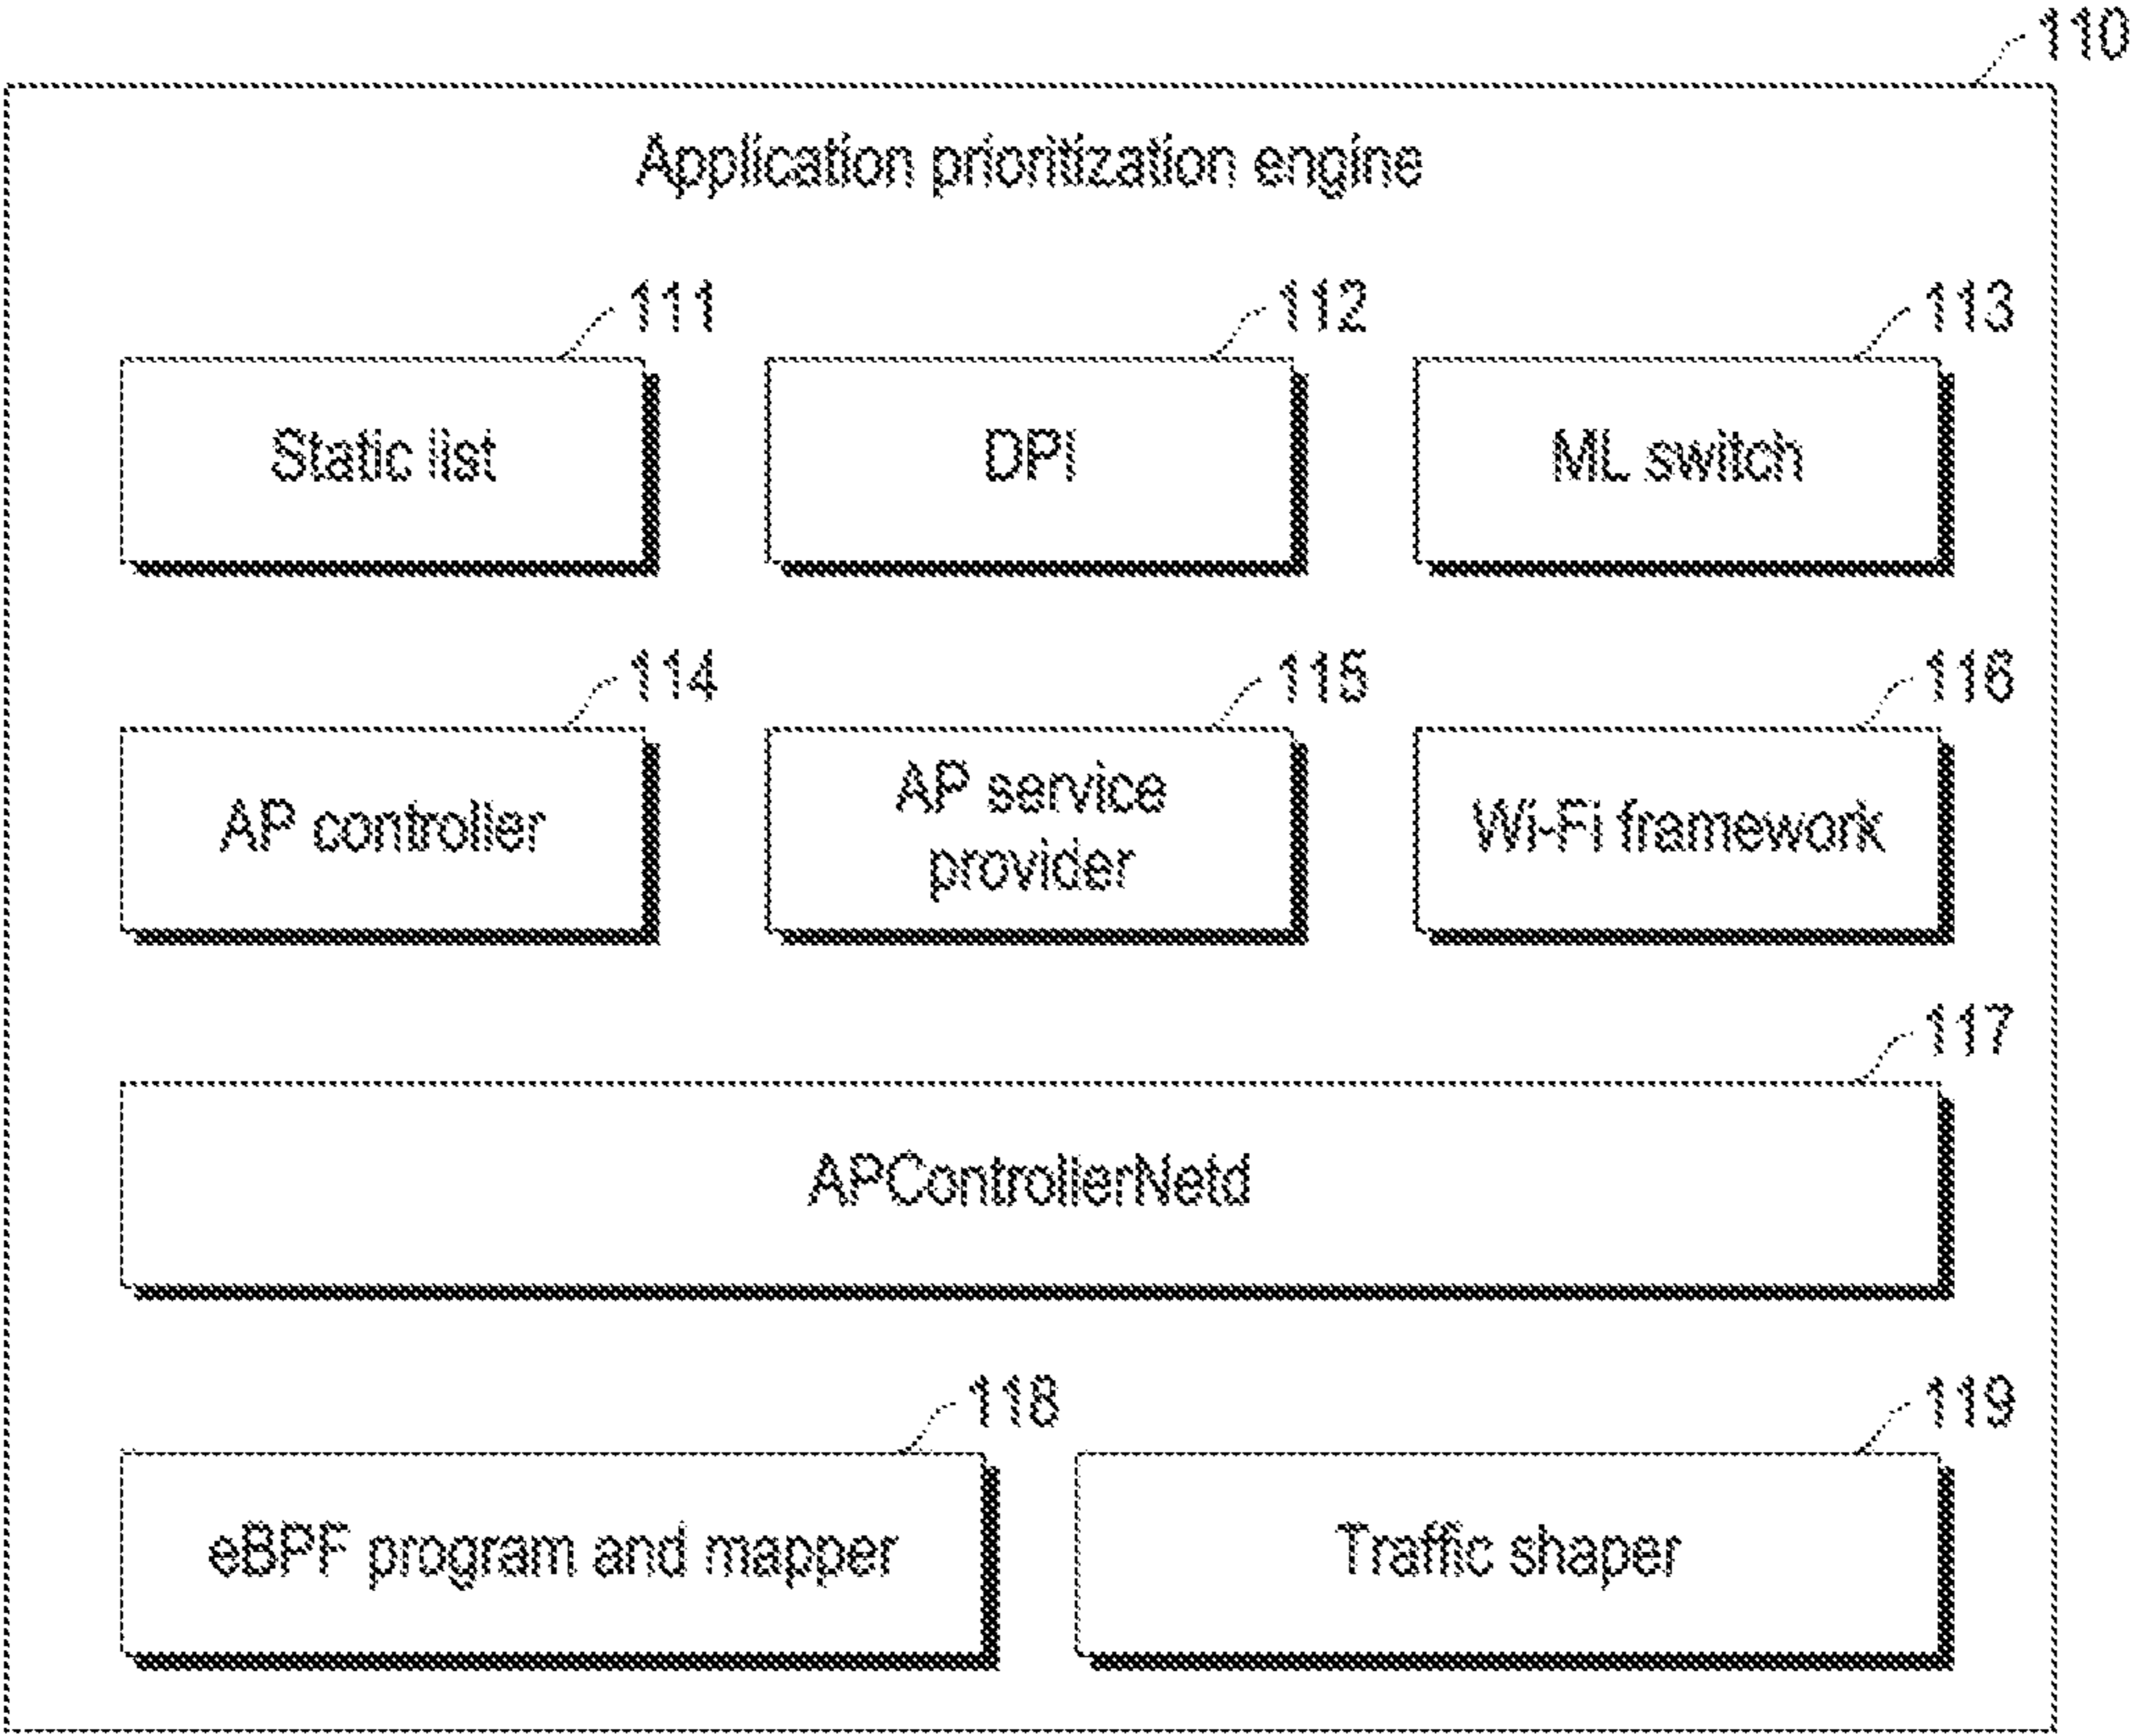 110
Application prioritization engine
111
112
113
Static list
DPI
ML switch
114
115
116
AP controller
AP service
provider
Wi-Fi framework
117
APControllerNetd
118
119
eBPF program and mapper
Traffic shaper